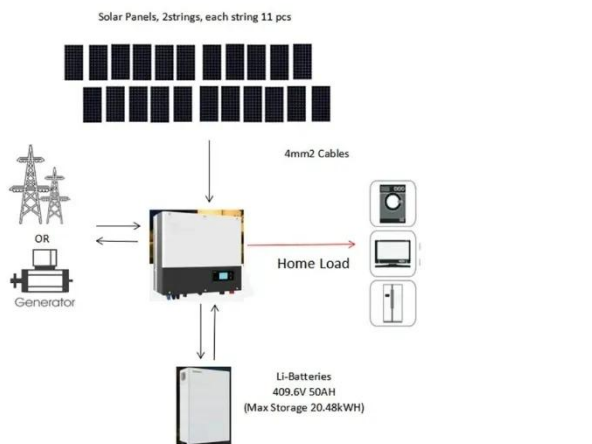 Solar Panels, 2strings, each string 11 pcs
4mm2 Cables
OR
Generator
Home Load
Li-Batteries
409.6V 50AH
(Max Storage 20.48kWH)